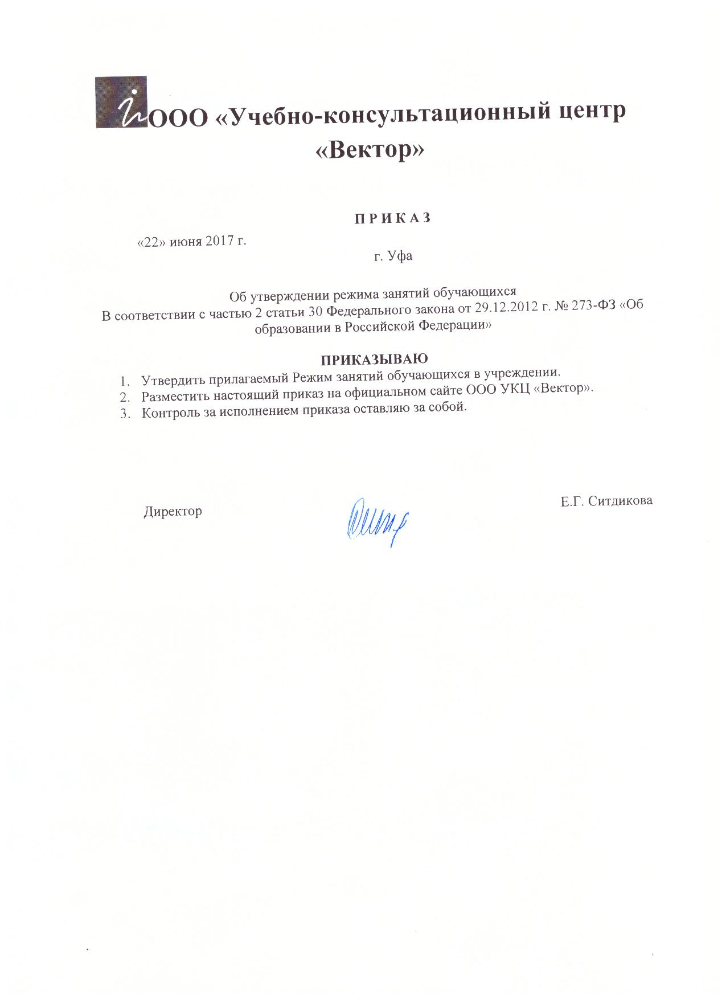 ООО «Учебно-консультационный центр
«Вектор»
П Р И К А З
«22» июня 2017 г.
г. Уфа
Об утверждении режима занятий обучающихся
В соответствии с частью 2 статьи 30 Федерального закона от 29.12.2012 г. № 273-ФЗ «Об
образовании в Российской Федерации»
ПРИКАЗЫВАЮ
1. Утвердить прилагаемый Режим занятий обучающихся в учреждении.
2. Разместить настоящий приказ на официальном сайте ООО УКЦ «Вектор».
3. Контроль за исполнением приказа оставляю за собой.
Директор
Е.Г. Ситдикова